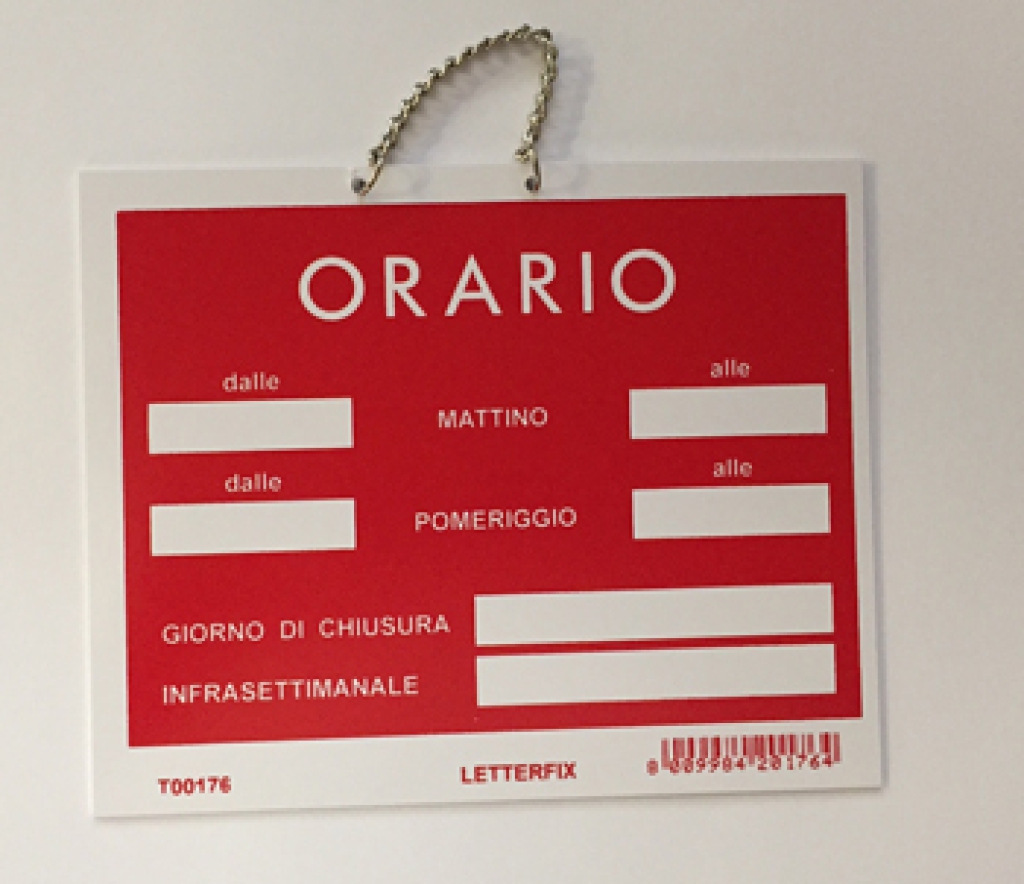 ORARIO
dalle alle
MATTINO
dalle alle
POMERIGGIO
GIORNO DI CHIUSURA
INFRASETTIMANALE
T00176 LETTERFIX 8 009984 201764